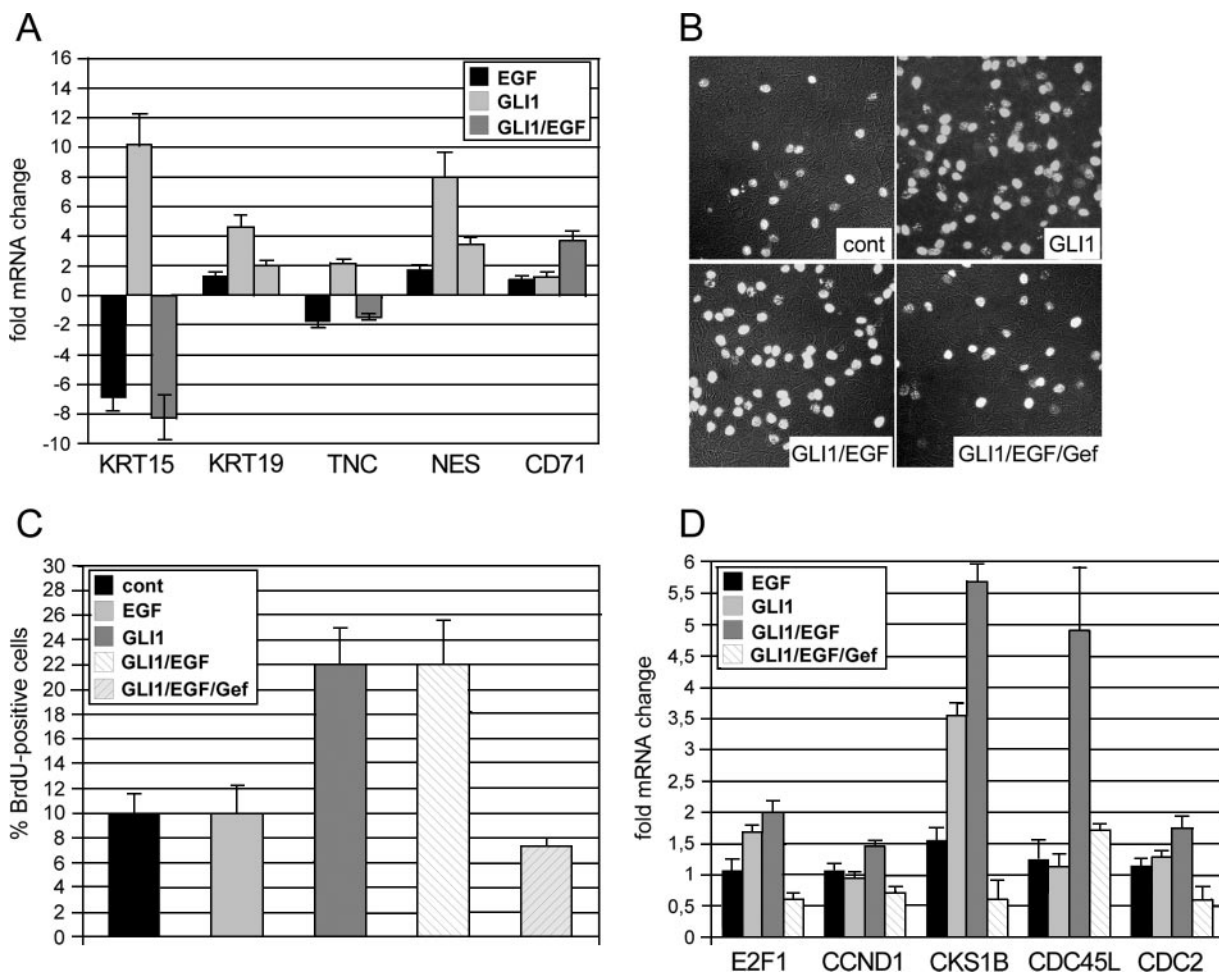 A
fold mRNA change
16
14
12
10
8
6
4
2
0
-2
-4
-6
-8
-10
EGF
GLI1
GLI1/EGF
KRT15 KRT19 TNC NES CD71
B
cont
GLI1
GLI1/EGF
GLI1/EGF/Gef
C
% BrdU-positive cells
30
28
26
24
22
20
18
16
14
12
10
8
6
4
2
0
cont
EGF
GLI1
GLI1/EGF
GLI1/EGF/Gef
D
fold mRNA change
6
5,5
5
4,5
4
3,5
3
2,5
2
1,5
1
0,5
0
EGF
GLI1
GLI1/EGF
GLI1/EGF/Gef
E2F1 CCND1 CKS1B CDC45L CDC2